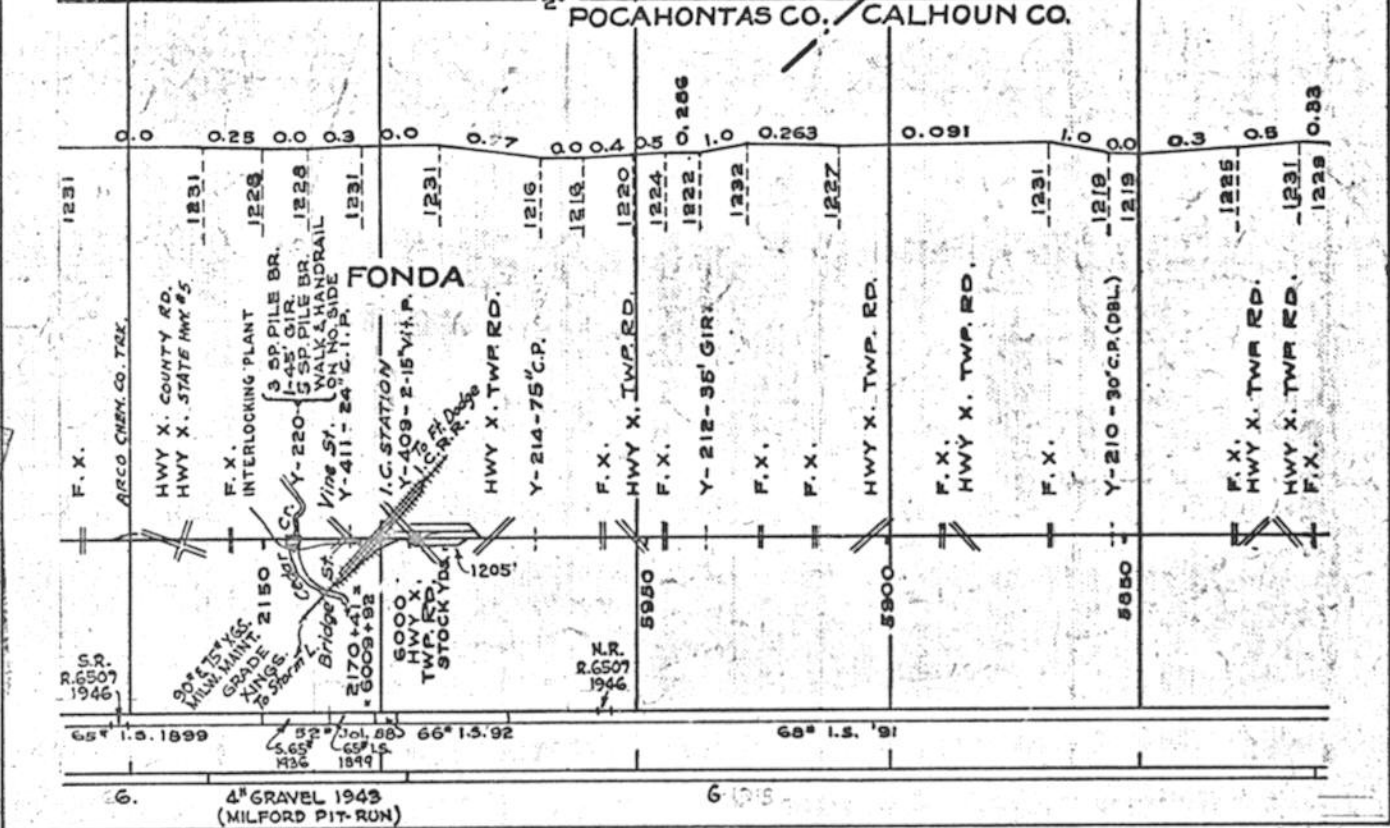 2.
POCAHONTAS CO. / CALHOUN CO.
0.0 0.25 0.0 0.3 0.0 0.77 0.0 0.4 0.5 0.286 1.0 0.263 0.091 1.0 0.0 0.3 0.5 0.33
1231 1231 1228 1228 1231 1231 1216 1216 1220 1224 1222 1232 1227 1231 1219 1219 1225 1231 1229
FONDA
F. X.
ARCO CHEM. CO. TRK.
HWY X. COUNTY RD.
HWY X. STATE HWY. #5
F. X.
INTERLOCKING PLANT
Y-220
3 SP. PILE BR.
1-45' GIR.
5 SP. PILE BR.
WALK & HANDRAIL
ON NO. SIDE
Vine St.
Y-411-24" C.I.P.
I.C. STATION
Y-409-2-15" Vit. P.
To Ft. Dodge
I.C.R.R.
HWY X. TWP. RD.
Y-214-75" C.P.
F. X.
HWY X. TWP. RD.
F. X.
Y-212-35' GIR.
F. X.
F. X.
HWY X. TWP. RD.
F. X.
HWY X. TWP. RD.
F. X.
Y-210-30" C.P. (DBL.)
F. X.
HWY X. TWP. RD.
HWY X. TWP. RD.
F. X.
2150
Cedar Cr.
Bridge St.
2170+41 =
= 6009+92
6000
HWY X.
TWP. RD.
STOCK YDS.
1205'
5950
5900
5850
90# & 75# XGS.
MILW. MAINT.
GRADE
XINGS.
To Storm L.
S.R.
R.6507
1946
N.R.
R.6507
1946
65# I.S. 1899
52# Jol. 88
66# I.S. 92
68# I.S. '91
S.65#
1936
65# I.S.
1899
G.
4" GRAVEL 1943
(MILFORD PIT-RUN)
G